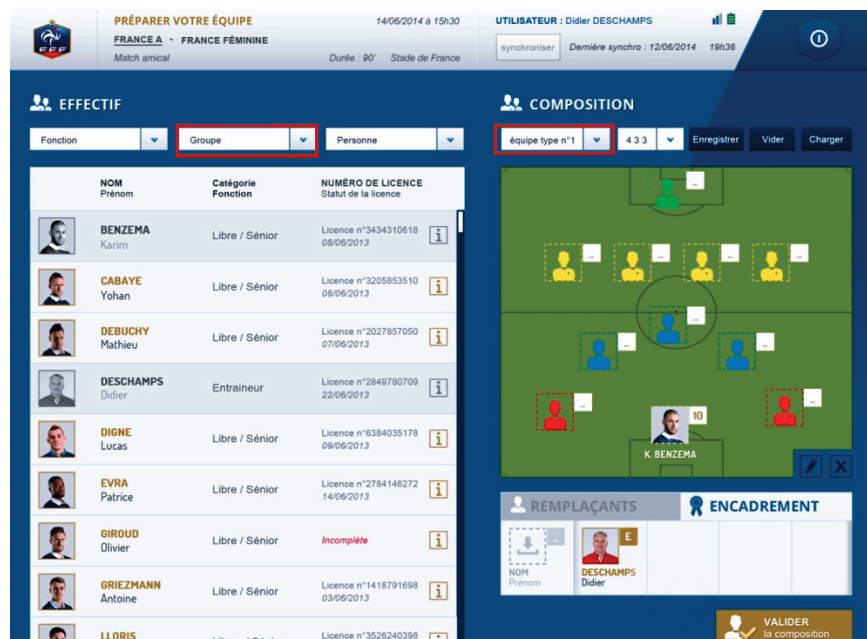 FFF
PRÉPARER VOTRE ÉQUIPE
14/06/2014 à 15h30
FRANCE A - FRANCE FÉMININE
Match amical
Durée : 90' Stade de France
UTILISATEUR : Didier DESCHAMPS
synchroniser
Dernière synchro : 12/06/2014 19h36
EFFECTIF
Fonction
Groupe
Personne
NOM
Prénom
Catégorie
Fonction
NUMÉRO DE LICENCE
Statut de la licence
BENZEMA
Karim
Libre / Sénior
Licence n°3434310618
08/06/2013
i
CABAYE
Yohan
Libre / Sénior
Licence n°3205853510
08/06/2013
i
DEBUCHY
Mathieu
Libre / Sénior
Licence n°2027857050
07/06/2013
i
DESCHAMPS
Didier
Entraineur
Licence n°2849780709
22/06/2013
i
DIGNE
Lucas
Libre / Sénior
Licence n°6384035178
09/06/2013
i
EVRA
Patrice
Libre / Sénior
Licence n°2784146272
14/06/2013
i
GIROUD
Olivier
Libre / Sénior
Incomplète
i
GRIEZMANN
Antoine
Libre / Sénior
Licence n°1418791698
03/06/2013
i
LLORIS
Licence n°3526240398
COMPOSITION
équipe type n°1
4 3 3
Enregistrer
Vider
Charger
..
..
..
..
..
..
..
..
..
..
10
K. BENZEMA
REMPLAÇANTS
ENCADREMENT
..
NOM
Prénom
E
DESCHAMPS
Didier
VALIDER
la composition